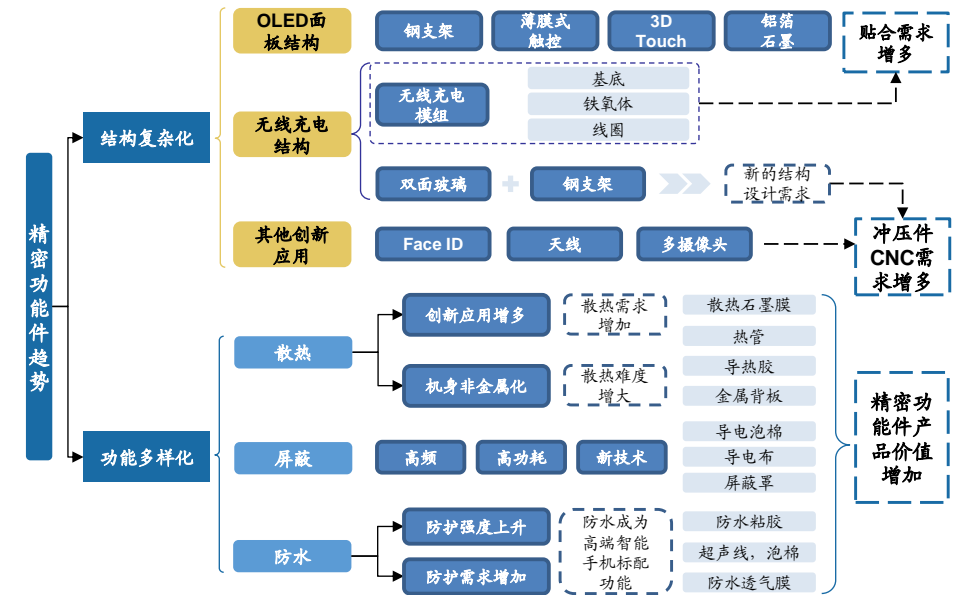 精密功能件趋势
结构复杂化
OLED面
板结构
钢支架
薄膜式
触控
3D
Touch
铝箔
石墨
贴合需求
增多
无线充电
结构
无线充电
模组
基底
铁氧体
线圈
双面玻璃
+
钢支架
新的结构
设计需求
其他创新
应用
Face ID
天线
多摄像头
冲压件
CNC需
求增多
功能多样化
散热
创新应用增多
散热需求
增加
机身非金属化
散热难度
增大
散热石墨膜
热管
导热胶
金属背板
屏蔽
高频
高功耗
新技术
导电泡棉
导电布
屏蔽罩
防水
防护强度上升
防护需求增加
防水成为
高端智能
手机标配
功能
防水粘胶
超声线，泡棉
防水透气膜
精密功
能件产
品价值
增加